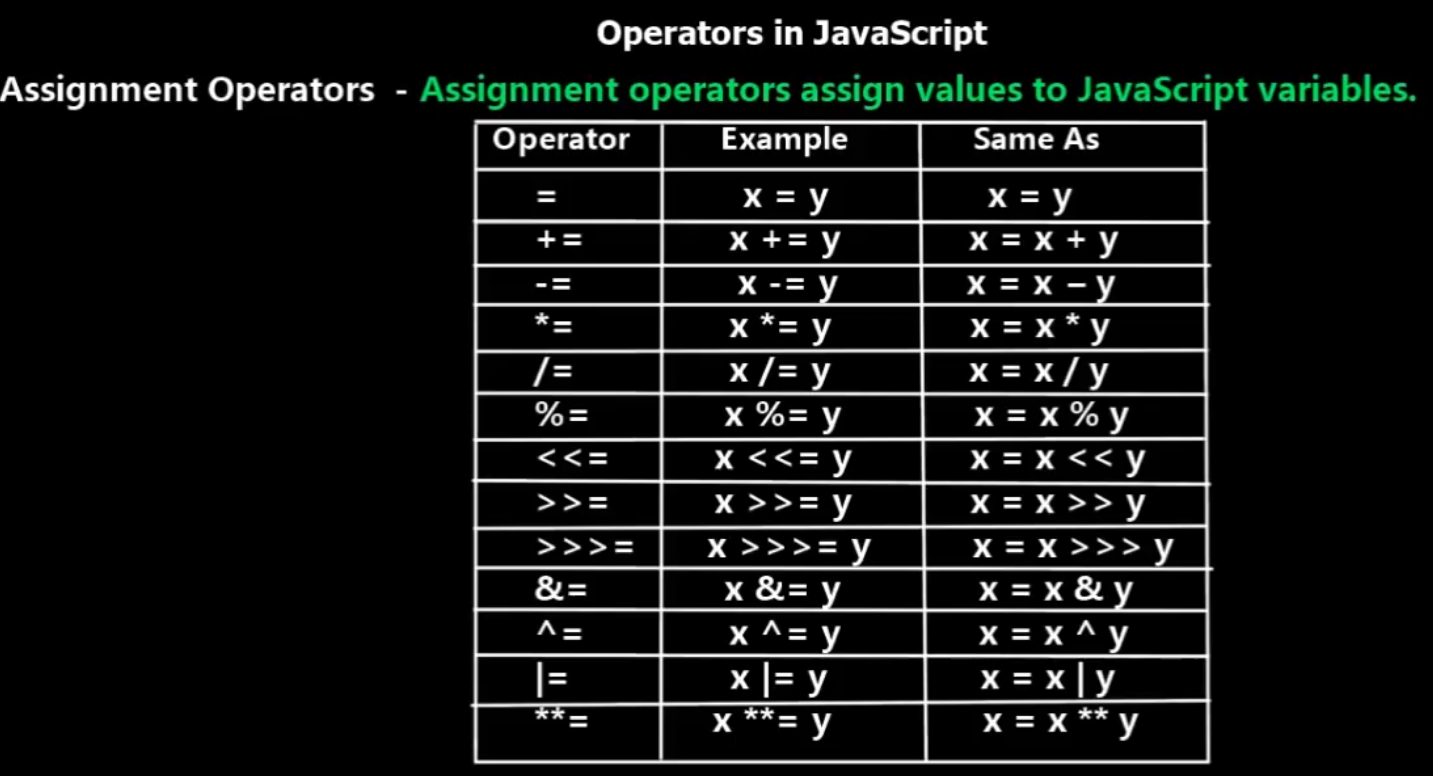 Operators in JavaScript
Assignment Operators - Assignment operators assign values to JavaScript variables.
Operator Example Same As
= x = y x = y
+= x += y x = x + y
-= x -= y x = x – y
*= x *= y x = x * y
/= x /= y x = x / y
%= x %= y x = x % y
<<= x <<= y x = x << y
>>= x >>= y x = x >> y
>>>= x >>>= y x = x >>> y
&= x &= y x = x & y
^= x ^= y x = x ^ y
|= x |= y x = x | y
**= x **= y x = x ** y